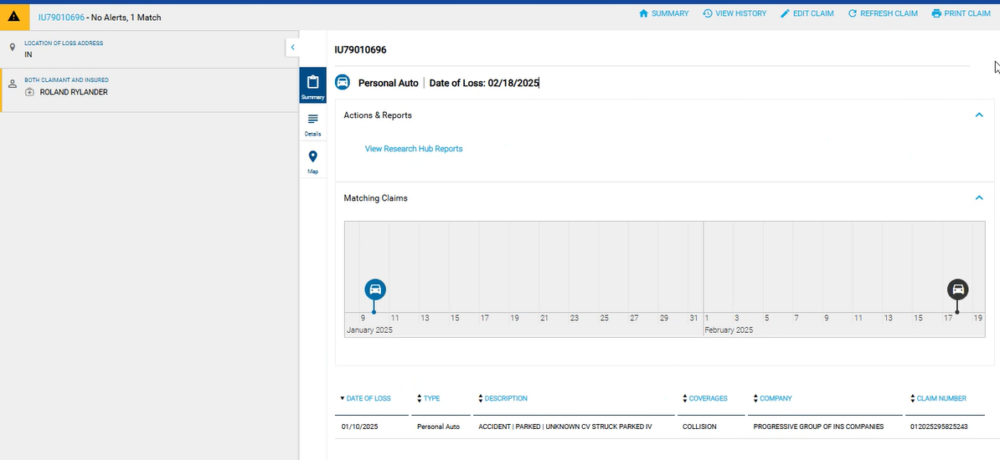 IU79010696 - No Alerts, 1 Match
SUMMARY VIEW HISTORY EDIT CLAIM REFRESH CLAIM PRINT CLAIM
LOCATION OF LOSS ADDRESS
IN
BOTH CLAIMANT AND INSURED
ROLAND RYLANDER
Summary
Details
Map
IU79010696
Personal Auto Date of Loss: 02/18/2025
Actions & Reports
View Research Hub Reports
Matching Claims
9 11 13 15 17 19 21 23 25 27 29 31 1 3 5 7 9 11 13 15 17 19
January 2025 February 2025
DATE OF LOSS TYPE DESCRIPTION COVERAGES COMPANY CLAIM NUMBER
01/10/2025 Personal Auto ACCIDENT | PARKED | UNKNOWN CV STRUCK PARKED IV COLLISION PROGRESSIVE GROUP OF INS COMPANIES 012025295825243